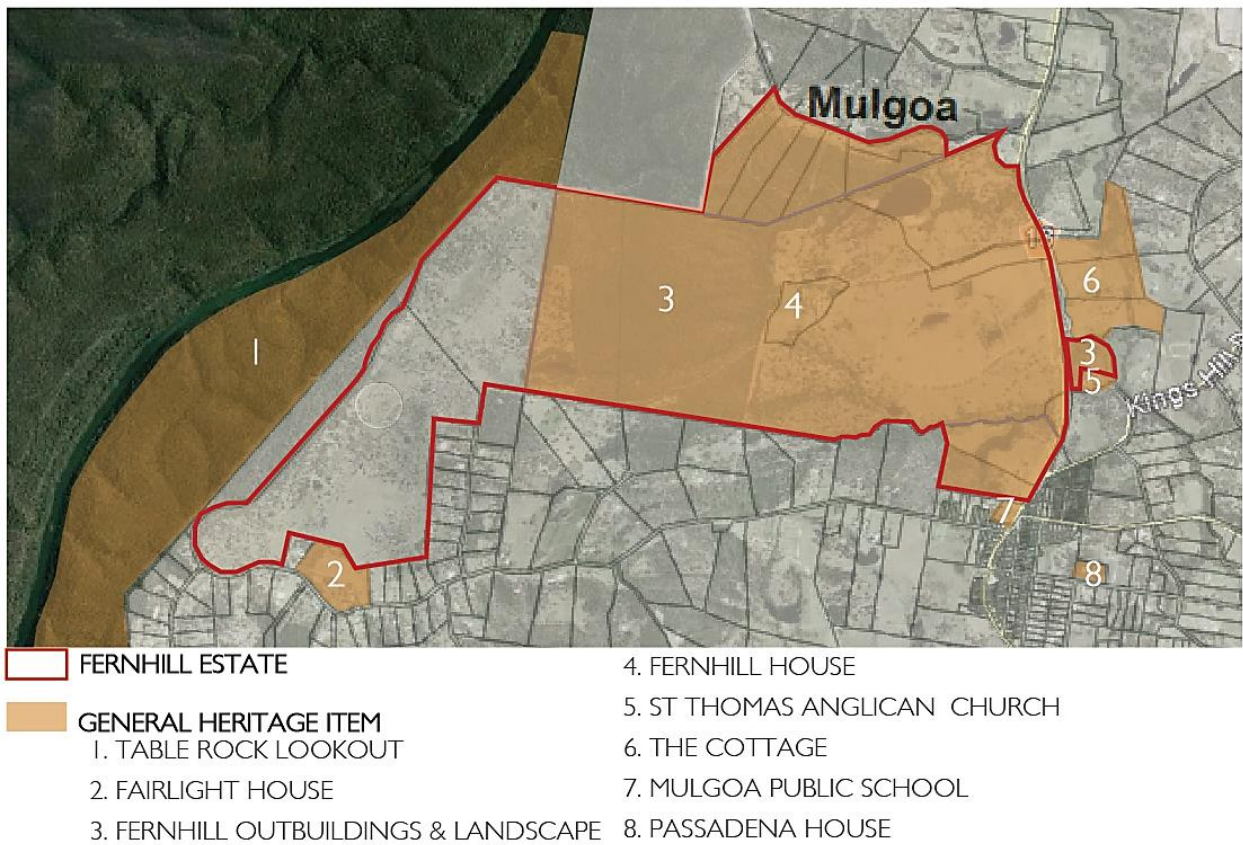 Mulgoa
3
4
6
1
3
5
Kings Hill
2
7
8
FERNHILL ESTATE
GENERAL HERITAGE ITEM
1. TABLE ROCK LOOKOUT
2. FAIRLIGHT HOUSE
3. FERNHILL OUTBUILDINGS & LANDSCAPE
4. FERNHILL HOUSE
5. ST THOMAS ANGLICAN CHURCH
6. THE COTTAGE
7. MULGOA PUBLIC SCHOOL
8. PASSADENA HOUSE